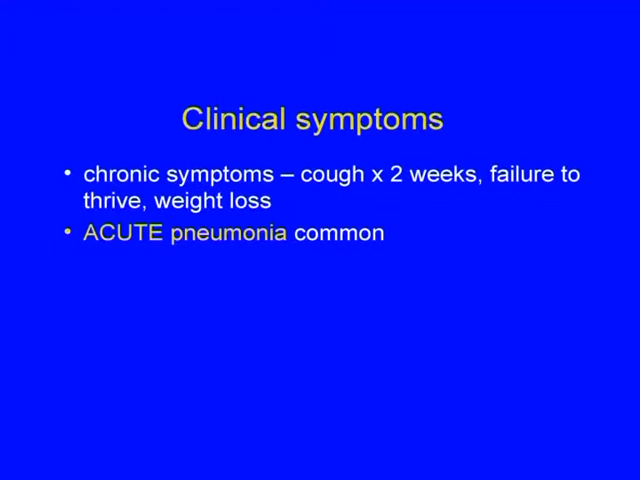 Clinical symptoms
• chronic symptoms – cough x 2 weeks, failure to
thrive, weight loss
• ACUTE pneumonia common